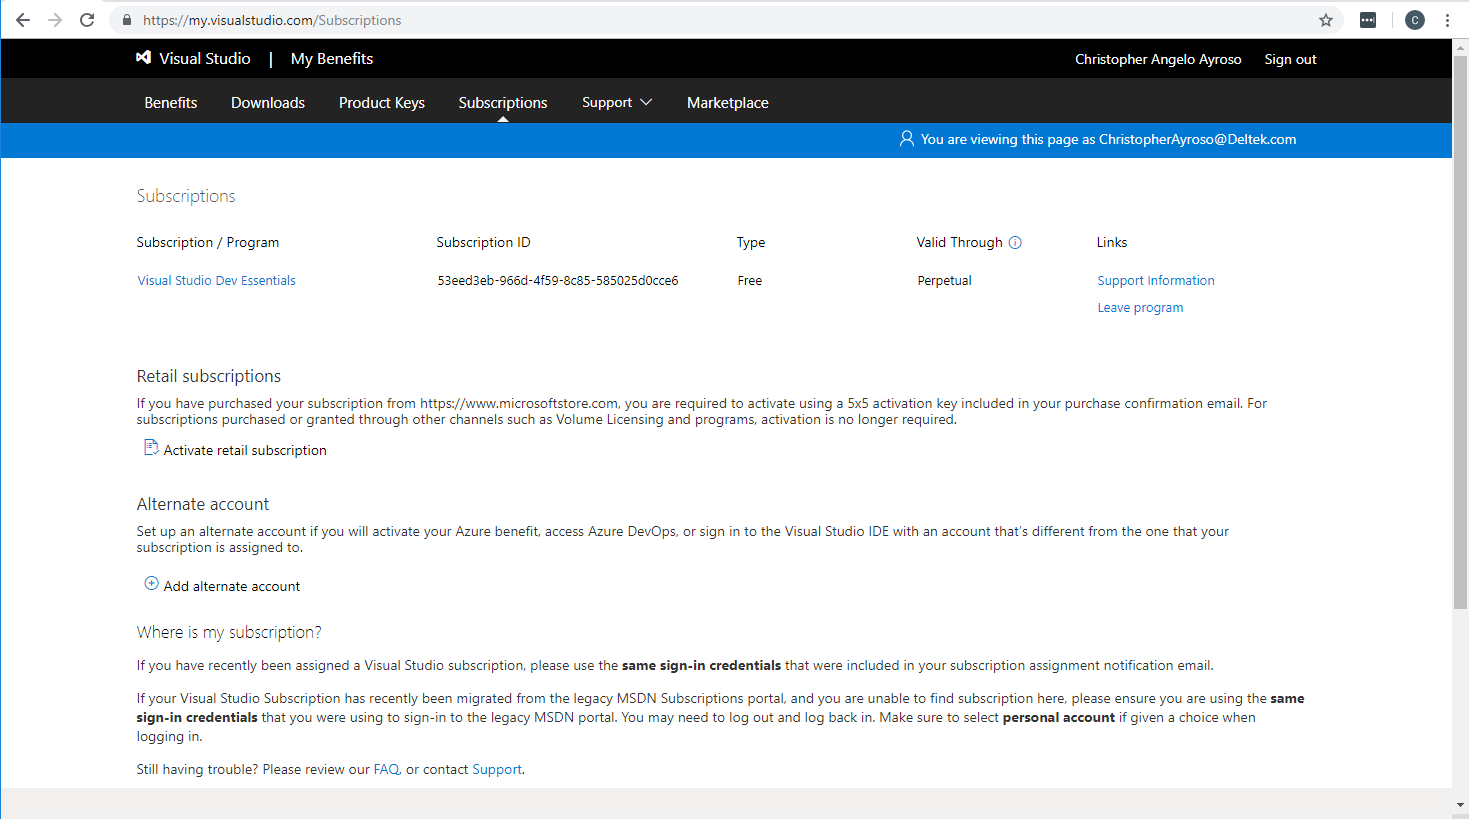 https://my.visualstudio.com/Subscriptions
C
Visual Studio | My Benefits
Christopher Angelo Ayroso Sign out
Benefits Downloads Product Keys Subscriptions Support Marketplace
You are viewing this page as ChristopherAyroso@Deltek.com
Subscriptions
Subscription / Program Subscription ID Type Valid Through Links
Visual Studio Dev Essentials 53eed3eb-966d-4f59-8c85-585025d0cce6 Free Perpetual Support Information
Leave program
Retail subscriptions
If you have purchased your subscription from https://www.microsoftstore.com, you are required to activate using a 5x5 activation key included in your purchase confirmation email. For
subscriptions purchased or granted through other channels such as Volume Licensing and programs, activation is no longer required.
Activate retail subscription
Alternate account
Set up an alternate account if you will activate your Azure benefit, access Azure DevOps, or sign in to the Visual Studio IDE with an account that's different from the one that your
subscription is assigned to.
Add alternate account
Where is my subscription?
If you have recently been assigned a Visual Studio subscription, please use the same sign-in credentials that were included in your subscription assignment notification email.
If your Visual Studio Subscription has recently been migrated from the legacy MSDN Subscriptions portal, and you are unable to find subscription here, please ensure you are using the same
sign-in credentials that you were using to sign-in to the legacy MSDN portal. You may need to log out and log back in. Make sure to select personal account if given a choice when
logging in.
Still having trouble? Please review our FAQ, or contact Support.